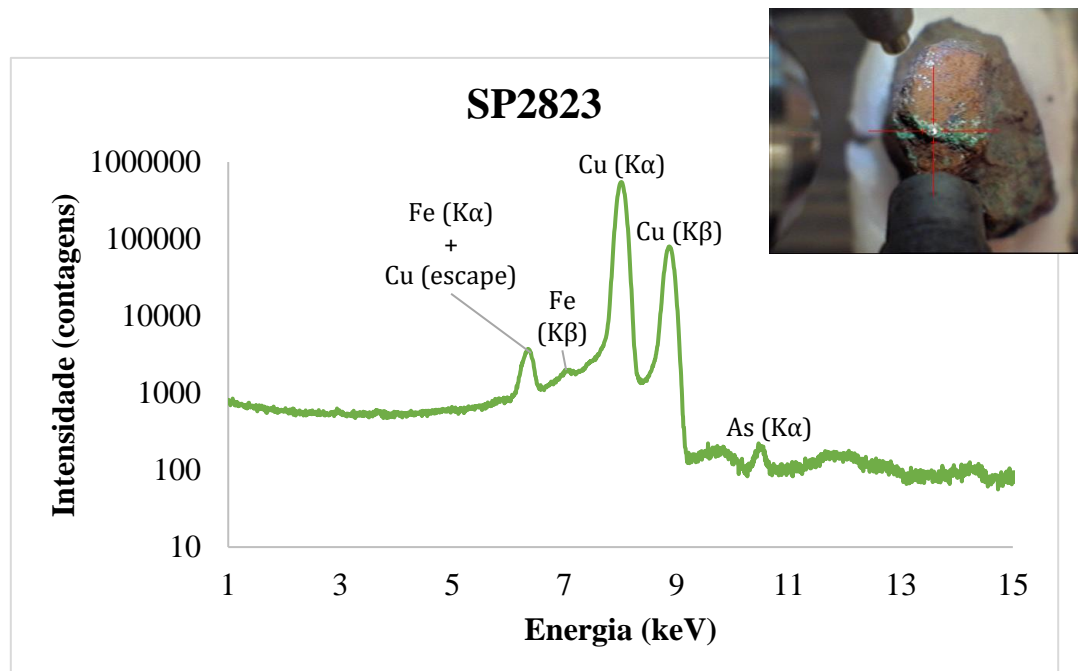 SP2823
Intensidade (contagens)
1000000
100000
10000
1000
100
10
Fe (Kα)
+
Cu (escape)
Fe
(Kβ)
Cu (Kα)
Cu (Kβ)
As (Kα)
1 3 5 7 9 11 13 15
Energia (keV)